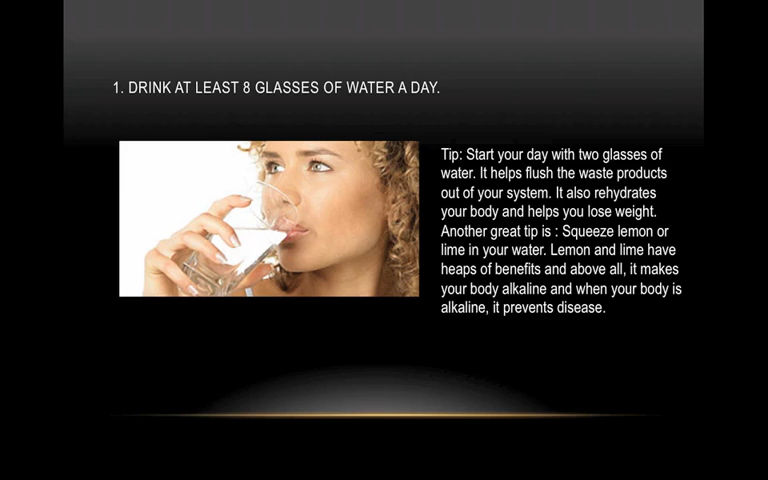 1. DRINK AT LEAST 8 GLASSES OF WATER A DAY.
Tip: Start your day with two glasses of
water. It helps flush the waste products
out of your system. It also rehydrates
your body and helps you lose weight.
Another great tip is : Squeeze lemon or
lime in your water. Lemon and lime have
heaps of benefits and above all, it makes
your body alkaline and when your body is
alkaline, it prevents disease.